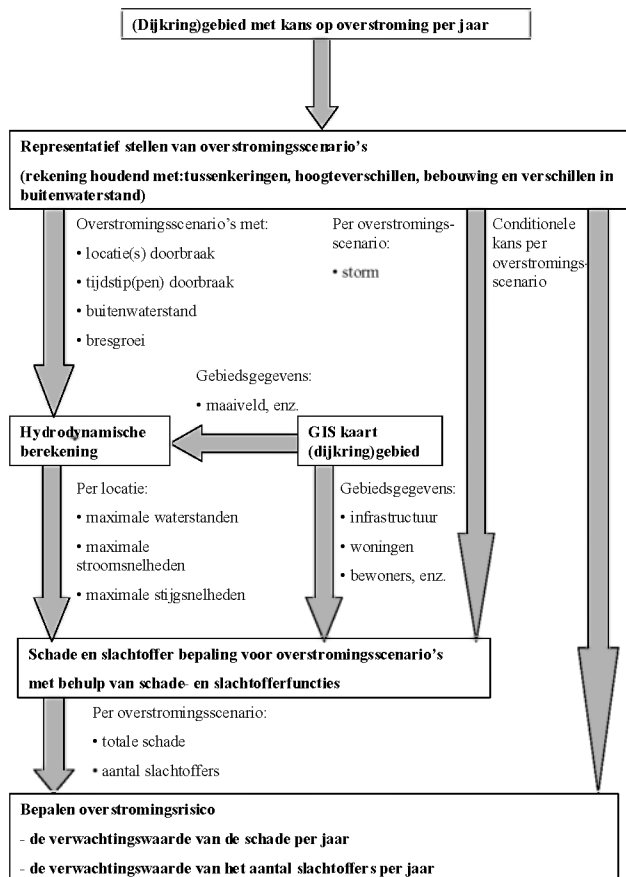 (Dijkring)gebied met kans op overstroming per jaar
Representatief stellen van overstromingsscenario's
(rekening houdend met:tussenkeringen, hoogteverschillen, bebouwing en verschillen in
buitenwaterstand)
Overstromingsscenario's met:
• locatie(s) doorbraak
• tijdstip(pen) doorbraak
• buitenwaterstand
• bresgroei
Per overstromings-
scenario:
• storm
Conditionele
kans per
overstromings-
scenario
Gebiedsgegevens:
• maaiveld, enz.
Hydrodynamische
berekening
GIS kaart
(dijkring)gebied
Per locatie:
• maximale waterstanden
• maximale
stroomsnelheden
• maximale stijgsnelheden
Gebiedsgegevens:
• infrastructuur
• woningen
• bewoners, enz.
Schade en slachtoffer bepaling voor overstromingsscenario's
met behulp van schade- en slachtofferfuncties
Per overstromingsscenario:
• totale schade
• aantal slachtoffers
Bepalen overstromingsrisico
- de verwachtingswaarde van de schade per jaar
- de verwachtingswaarde van het aantal slachtoffers per jaar